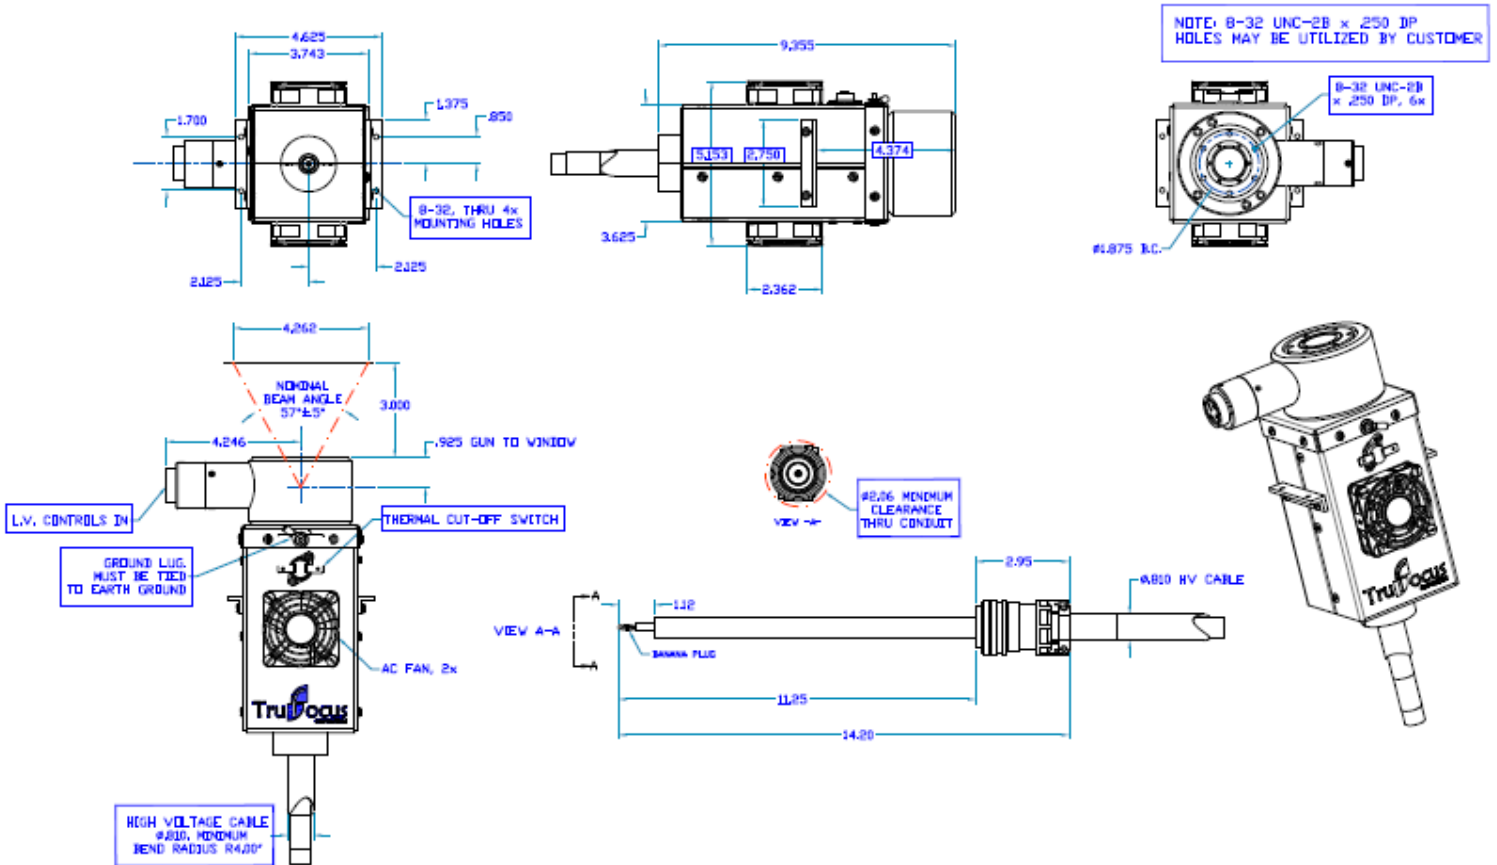 4.625
3.743
1.375
.850
1.700
8-32, THRU 4x
MOUNTING HOLES
2.125
2.125
9.355
5.153
2.750
4.374
3.625
2.362
NOTE: 8-32 UNC-2B x .250 DP
HOLES MAY BE UTILIZED BY CUSTOMER
8-32 UNC-2B
x .250 DP, 6x
ø1.875 B.C.
4.262
NOMINAL
BEAM ANGLE
57°±5°
3.000
4.246
.925 GUN TO WINDOW
L.V. CONTROLS IN
THERMAL CUT-OFF SWITCH
GROUND LUG.
MUST BE TIED
TO EARTH GROUND
AC FAN, 2x
TruFocus
HIGH VOLTAGE CABLE
ø.810, MINIMUM
BEND RADIUS R4.00"
VIEW -A-
ø2.06 MINIMUM
CLEARANCE
THRU CONDUIT
VIEW A-A
A
A
1.12
BANANA PLUG
2.95
ø.810 HV CABLE
11.25
14.20
TruFocus